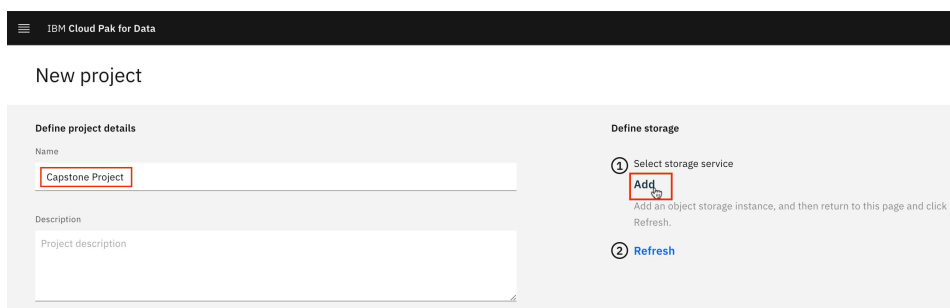 IBM Cloud Pak for Data
New project
Define project details
Name
Capstone Project
Description
Project description
Define storage
1 Select storage service
Add
Add an object storage instance, and then return to this page and click
Refresh.
2 Refresh